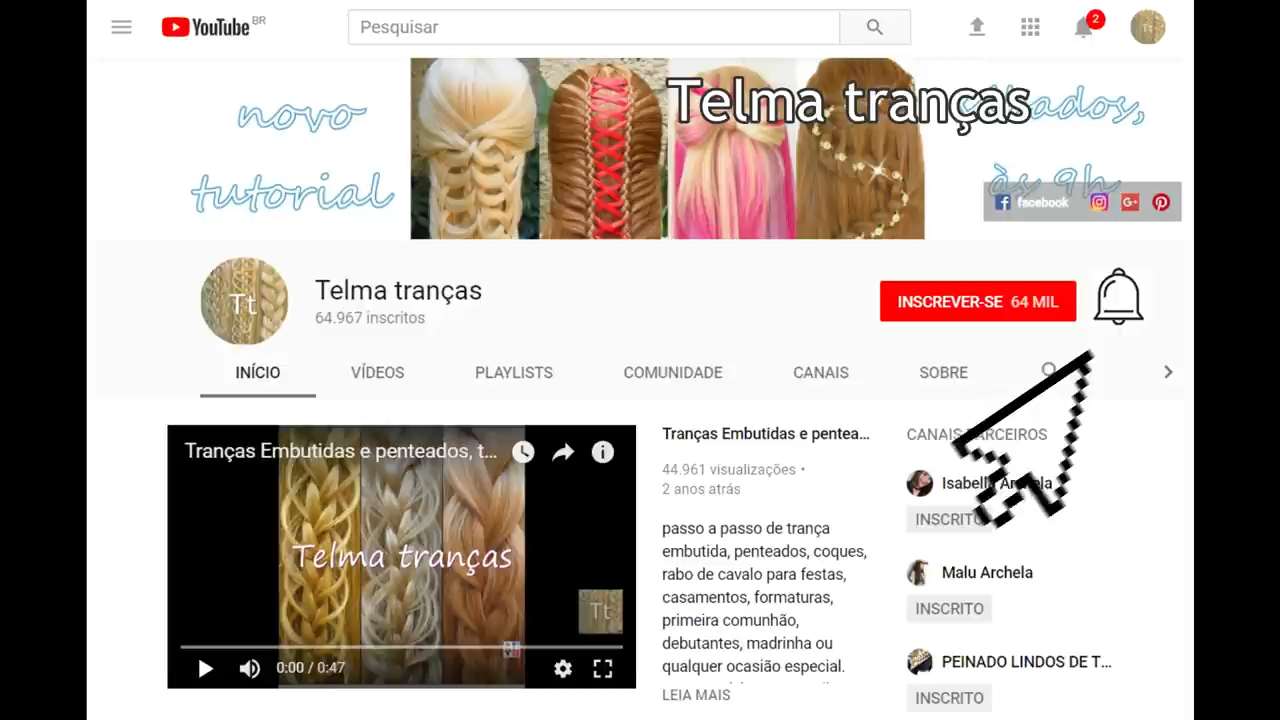 YouTube BR
Pesquisar
2
Tt
novo
tutorial
Telma tranças
às 9h
facebook
Tt
Telma tranças
64.967 inscritos
INSCREVER-SE 64 MIL
INÍCIO
VÍDEOS
PLAYLISTS
COMUNIDADE
CANAIS
SOBRE
Tranças Embutidas e penteados, t...
Telma tranças
Tt
0:00 / 0:47
Tranças Embutidas e pentea...
44.961 visualizações •
2 anos atrás
passo a passo de trança
embutida, penteados, coques,
rabo de cavalo para festas,
casamentos, formaturas,
primeira comunhão,
debutantes, madrinha ou
qualquer ocasião especial.
LEIA MAIS
CANAIS PARCEIROS
Isabella Archela
INSCRITO
Malu Archela
INSCRITO
PEINADO LINDOS DE T...
INSCRITO